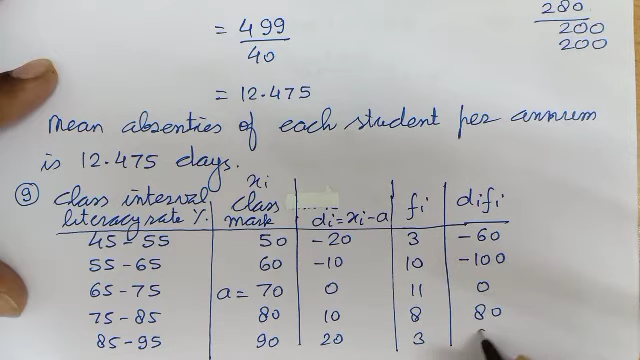 = 499
40
280
200
200
= 12.475
Mean absenties of each student per annum
is 12.475 days.
⑨ Class interval literacy rate %. xi class mark di = xi - a fi difi
45 - 55 50 -20 3 -60
55 - 65 60 -10 10 -100
65 - 75 a = 70 0 11 0
75 - 85 80 10 8 80
85 - 95 90 20 3